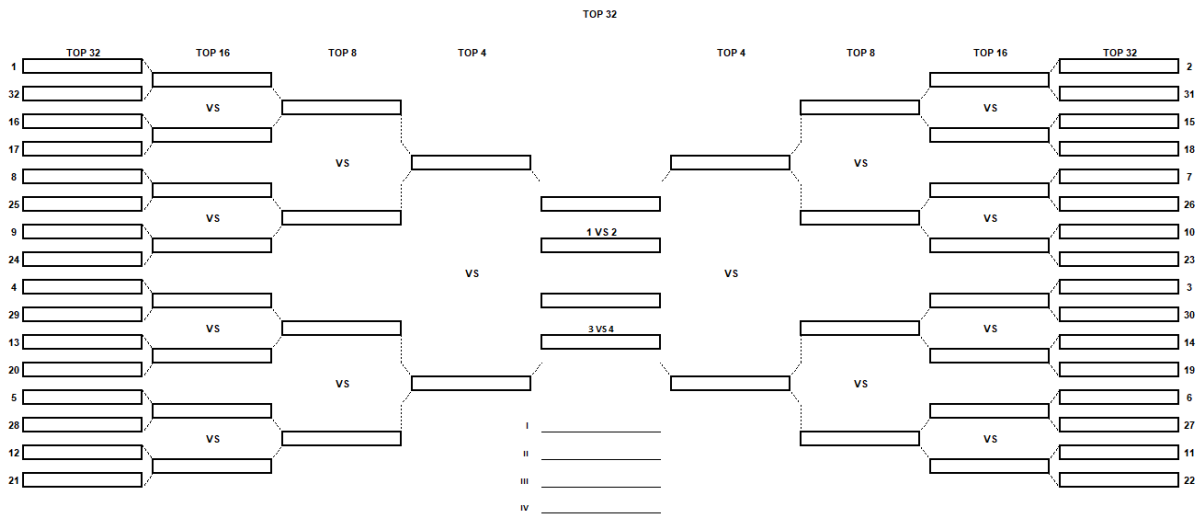 TOP 32
TOP 32 TOP 16 TOP 8 TOP 4 TOP 4 TOP 8 TOP 16 TOP 32
1 2
32 31
VS VS
16 15
17 18
VS VS
8 7
25 26
VS VS
9 1 VS 2 10
24 23
VS VS
4 3
29 30
VS 3 VS 4 VS
13 14
20 19
VS VS
5 6
28 I 27
VS VS
12 II 11
21 III 22
IV